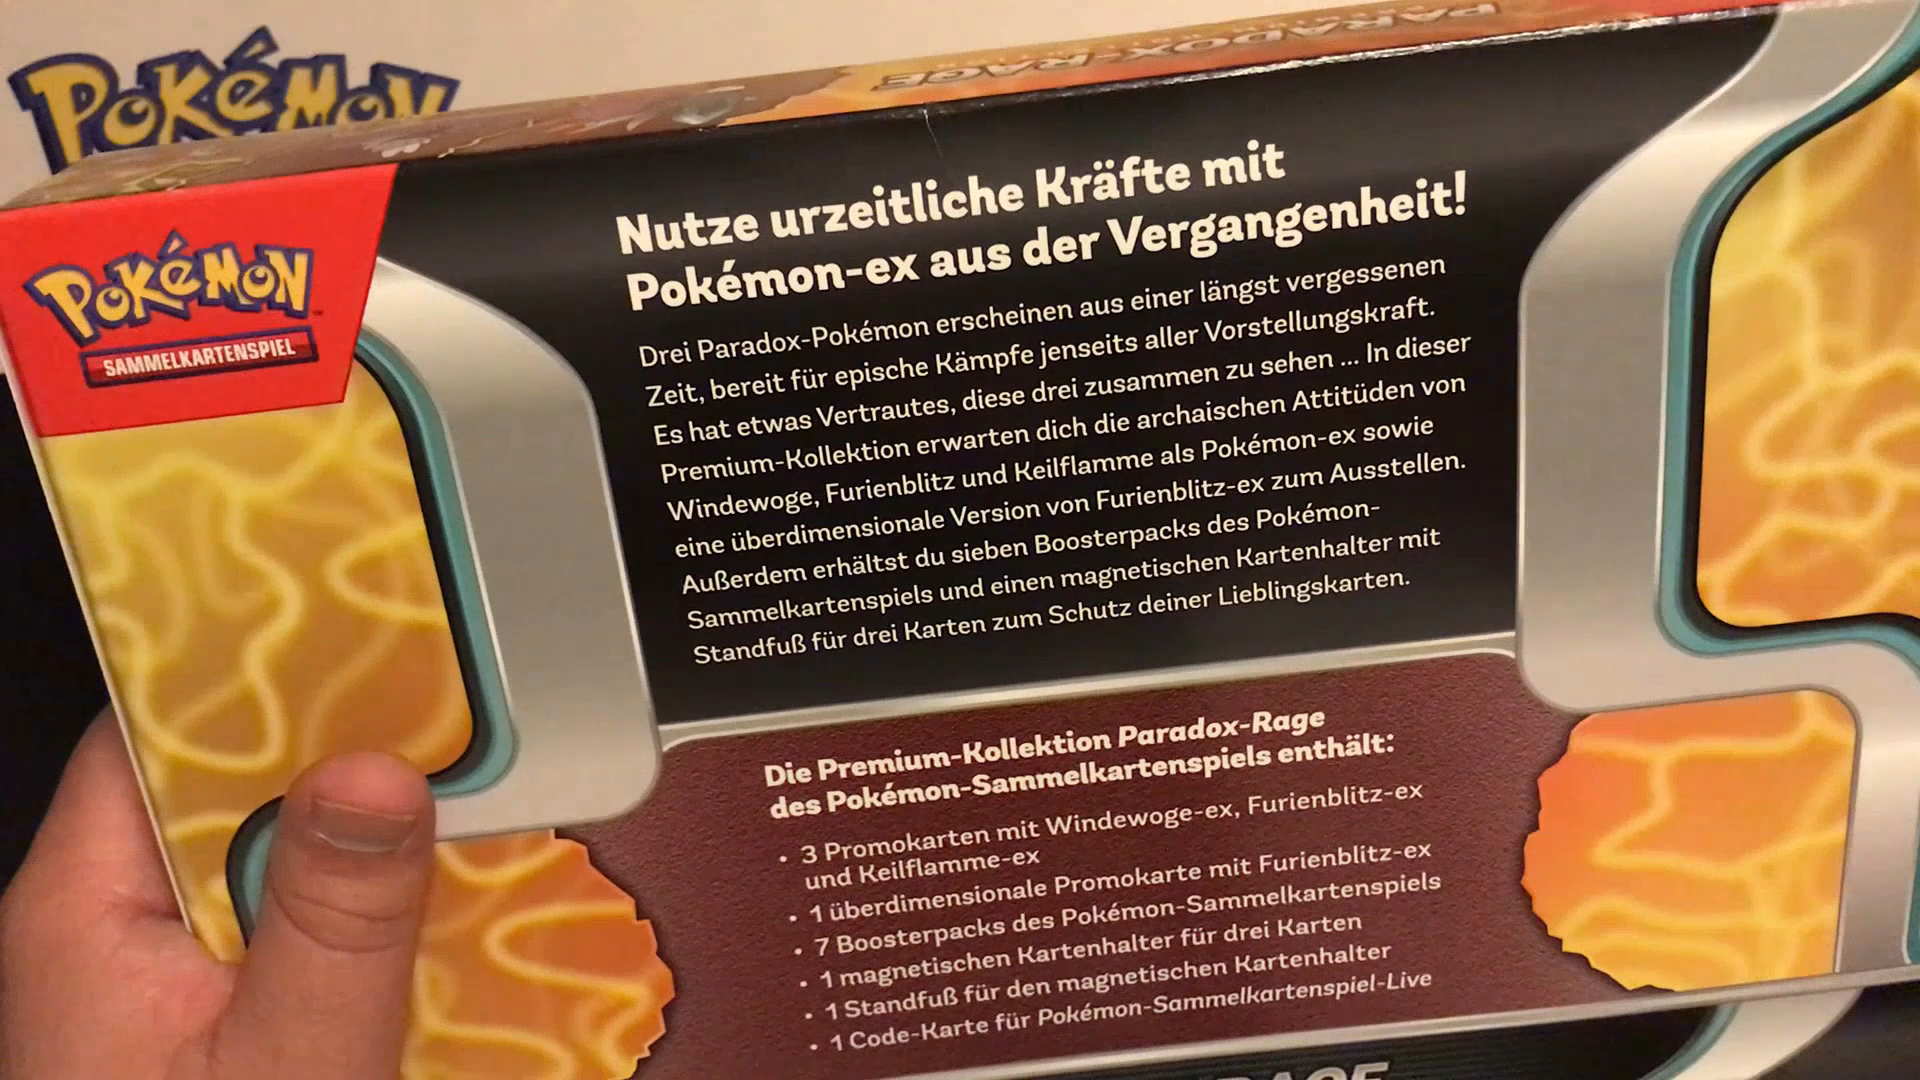 POKÉMON
PARADOX-RAGE
POKÉMON
SAMMELKARTENSPIEL
Nutze urzeitliche Kräfte mit
Pokémon-ex aus der Vergangenheit!
Drei Paradox-Pokémon erscheinen aus einer längst vergessenen
Zeit, bereit für epische Kämpfe jenseits aller Vorstellungskraft.
Es hat etwas Vertrautes, diese drei zusammen zu sehen ... In dieser
Premium-Kollektion erwarten dich die archaischen Attitüden von
Windewoge, Furienblitz und Keilflamme als Pokémon-ex sowie
eine überdimensionale Version von Furienblitz-ex zum Ausstellen.
Außerdem erhältst du sieben Boosterpacks des Pokémon-
Sammelkartenspiels und einen magnetischen Kartenhalter mit
Standfuß für drei Karten zum Schutz deiner Lieblingskarten.
Die Premium-Kollektion Paradox-Rage
des Pokémon-Sammelkartenspiels enthält:
• 3 Promokarten mit Windewoge-ex, Furienblitz-ex
und Keilflamme-ex
• 1 überdimensionale Promokarte mit Furienblitz-ex
• 7 Boosterpacks des Pokémon-Sammelkartenspiels
• 1 magnetischen Kartenhalter für drei Karten
• 1 Standfuß für den magnetischen Kartenhalter
• 1 Code-Karte für Pokémon-Sammelkartenspiel-Live